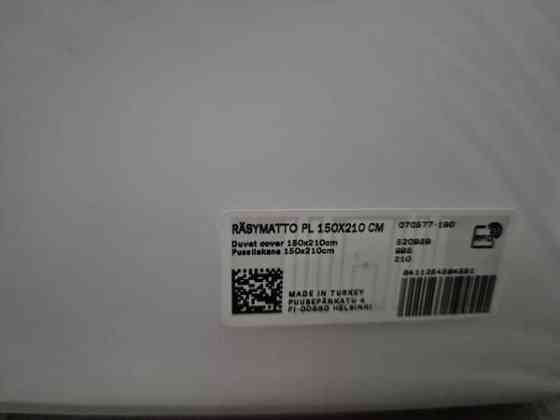 RÄSYMATTO PL 150X210 CM
070577-190
Duvet cover 150x210cm
Pussilakana 150x210cm
210
MADE IN TURKEY
PUUSEPÄNKATU 4
FI-00880 HELSINKI